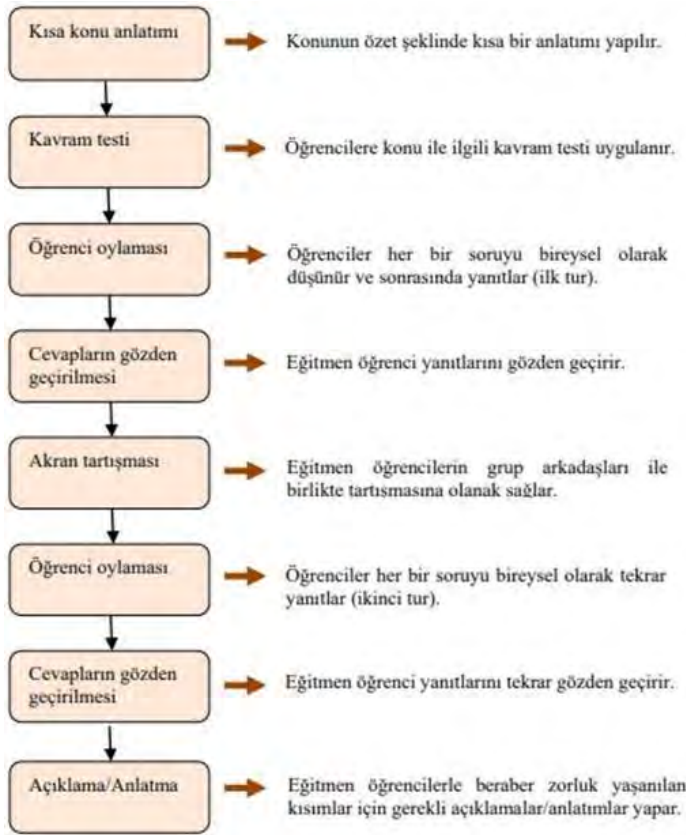 Kısa konu anlatımı
Konunun özet şeklinde kısa bir anlatımı yapılır.
Kavram testi
Öğrencilere konu ile ilgili kavram testi uygulanır.
Öğrenci oylaması
Öğrenciler her bir soruyu bireysel olarak
düşünür ve sonrasında yanıtlar (ilk tur).
Cevapların gözden
geçirilmesi
Eğitmen öğrenci yanıtlarını gözden geçirir.
Akran tartışması
Eğitmen öğrencilerin grup arkadaşları ile
birlikte tartışmasına olanak sağlar.
Öğrenci oylaması
Öğrenciler her bir soruyu bireysel olarak tekrar
yanıtlar (ikinci tur).
Cevapların gözden
geçirilmesi
Eğitmen öğrenci yanıtlarını tekrar gözden geçirir.
Açıklama/Anlatma
Eğitmen öğrencilerle beraber zorluk yaşanılan
kısımlar için gerekli açıklamalar/anlatımlar yapar.